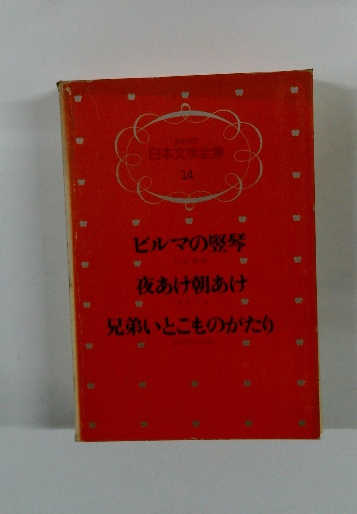 日本文学全集
14
ビルマの竪琴
夜あけ朝あけ
兄弟いとこものがたり